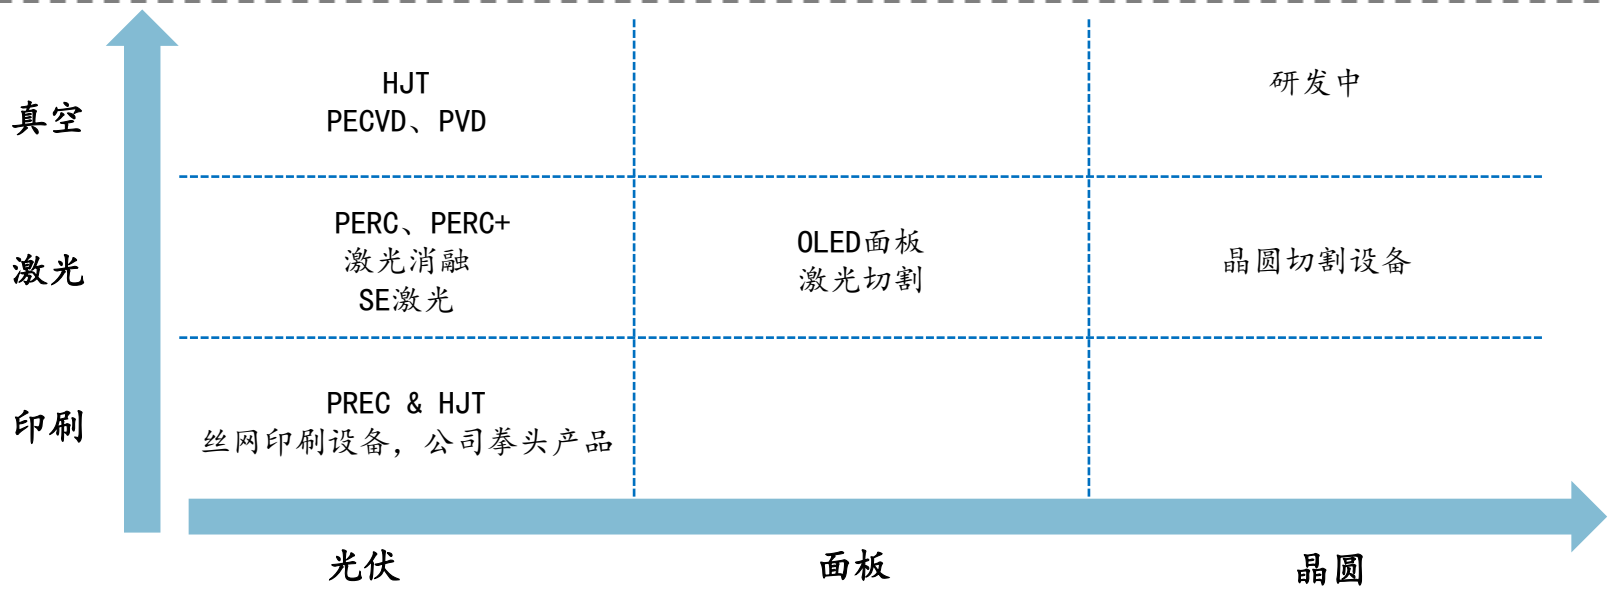 真空
HJT
PECVD、PVD
研发中
激光
PERC、PERC+
激光消融
SE激光
OLED面板
激光切割
晶圆切割设备
印刷
PREC & HJT
丝网印刷设备，公司拳头产品
光伏
面板
晶圆